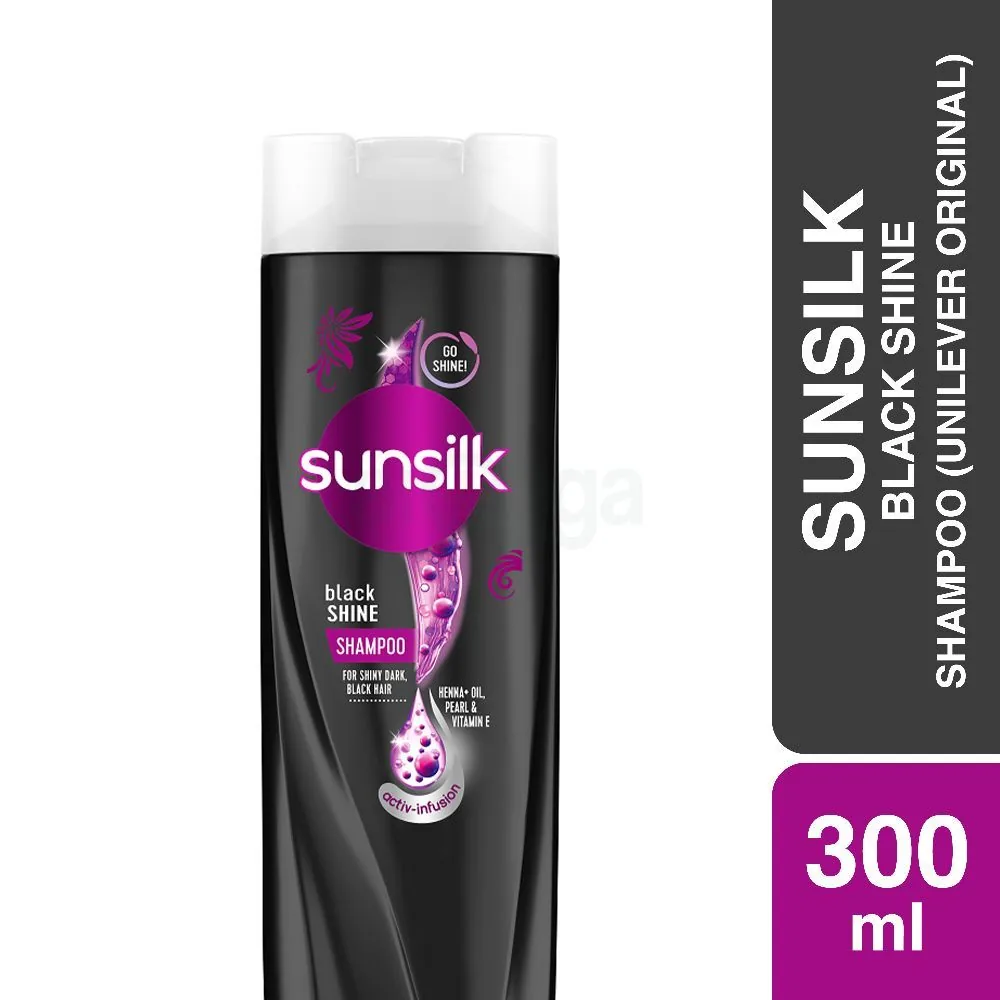 GO
SHINE!
sunsilk
black
SHINE
SHAMPOO
FOR SHINY DARK,
BLACK HAIR
HENNA+ OIL,
PEARL &
VITAMIN E
activ-infusion
SUNSILK
BLACK SHINE
SHAMPOO (UNILEVER ORIGINAL)
300
ml